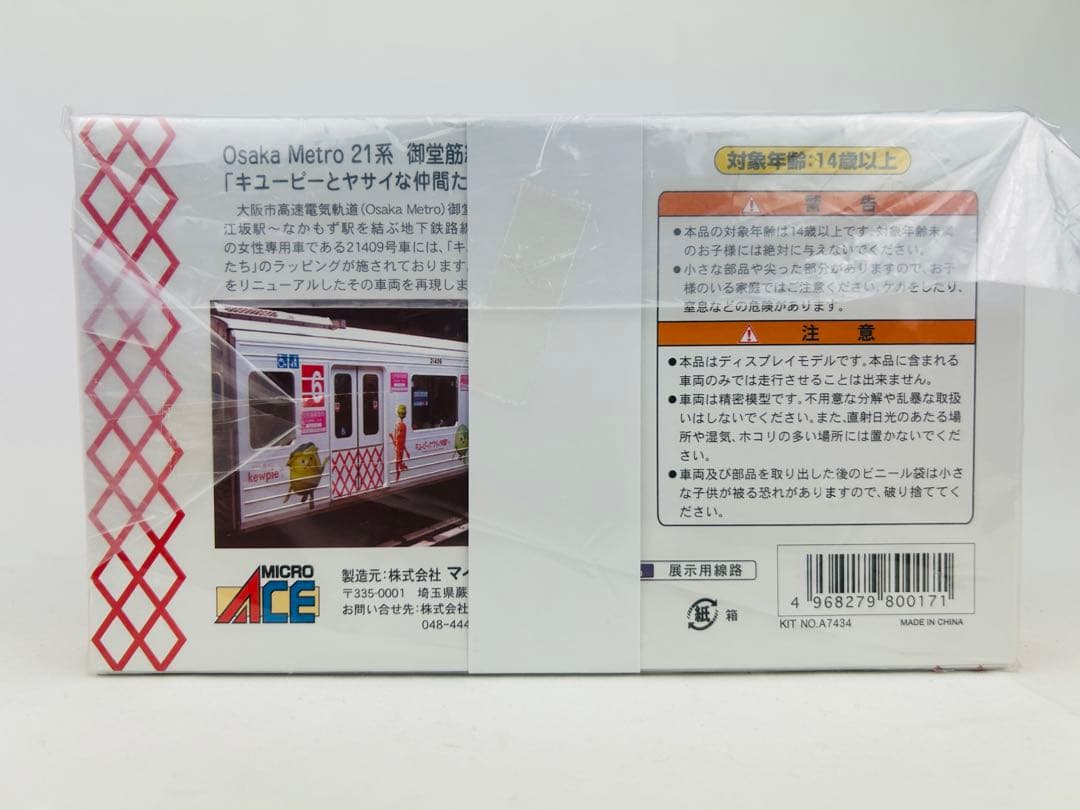 Osaka Metro 21系 御堂筋
「キユーピーとヤサイな仲間た
大阪市高速電気軌道(Osaka Metro)御堂
江坂駅～なかもず駅を結ぶ地下鉄路線
の女性専用車である21409号車には、「キ
たち」のラッピングが施されております
をリニューアルしたその車両を再現しま
21409
6
kewpie
MICRO
ACE
製造元:株式会社 マイ
〒335-0001 埼玉県蕨
お問い合せ先:株式会社
048-444
対象年齢:14歳以上
警告
●本品の対象年齢は14歳以上です。対象年齢未満
のお子様には絶対に与えないでください。
●小さな部品や尖った部分がありますので、お子
様のいる家庭ではご注意ください。ケガをしたり、
窒息などの危険があります。
注意
●本品はディスプレイモデルです。本品に含まれる
車両のみでは走行させることは出来ません。
●車両は精密模型です。不用意な分解や乱暴な取扱
いはしないでください。また、直射日光のあたる場
所や湿気、ホコリの多い場所には置かないでくだ
さい。
●車両及び部品を取り出した後のビニール袋は小さ
な子供が被る恐れがありますので、破り捨ててく
ださい。
展示用線路
紙 箱
4 968279 800171
KIT NO.A7434 MADE IN CHINA